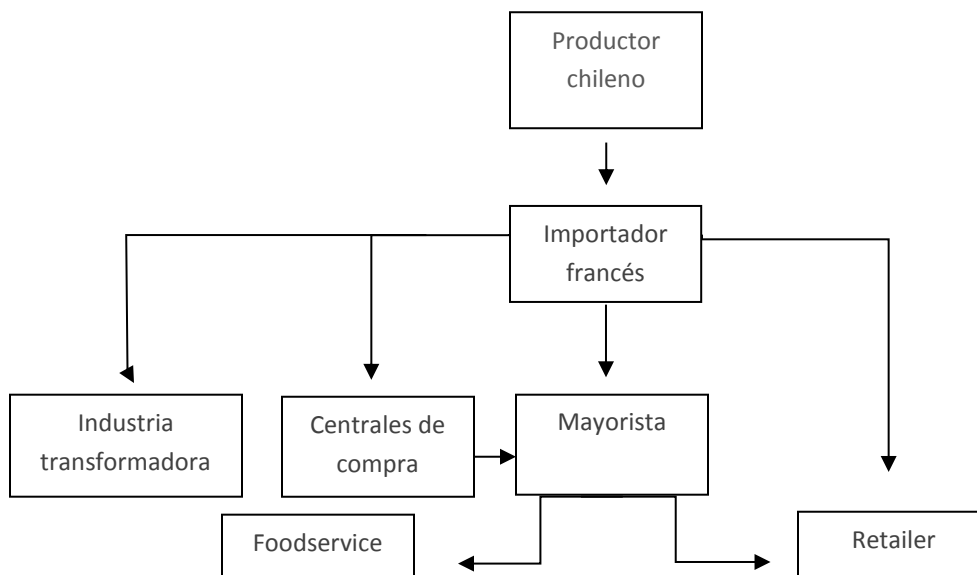 Productor
chileno
Importador
francés
Industria
transformadora
Centrales de
compra
Mayorista
Foodservice
Retailer